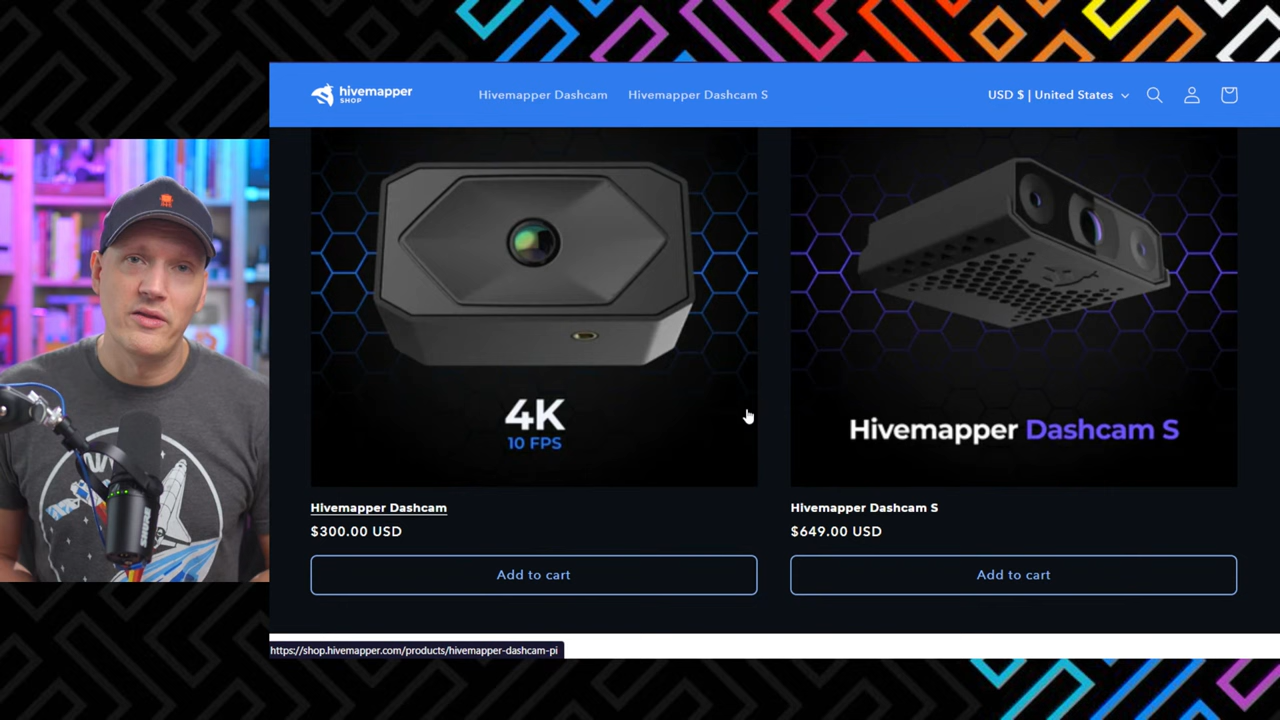 hivemapper
SHOP
Hivemapper Dashcam
Hivemapper Dashcam S
USD $ | United States
4K
10 FPS
Hivemapper Dashcam S
Hivemapper Dashcam
$300.00 USD
Add to cart
Hivemapper Dashcam S
$649.00 USD
Add to cart
https://shop.hivemapper.com/products/hivemapper-dashcam-pi
SHURE